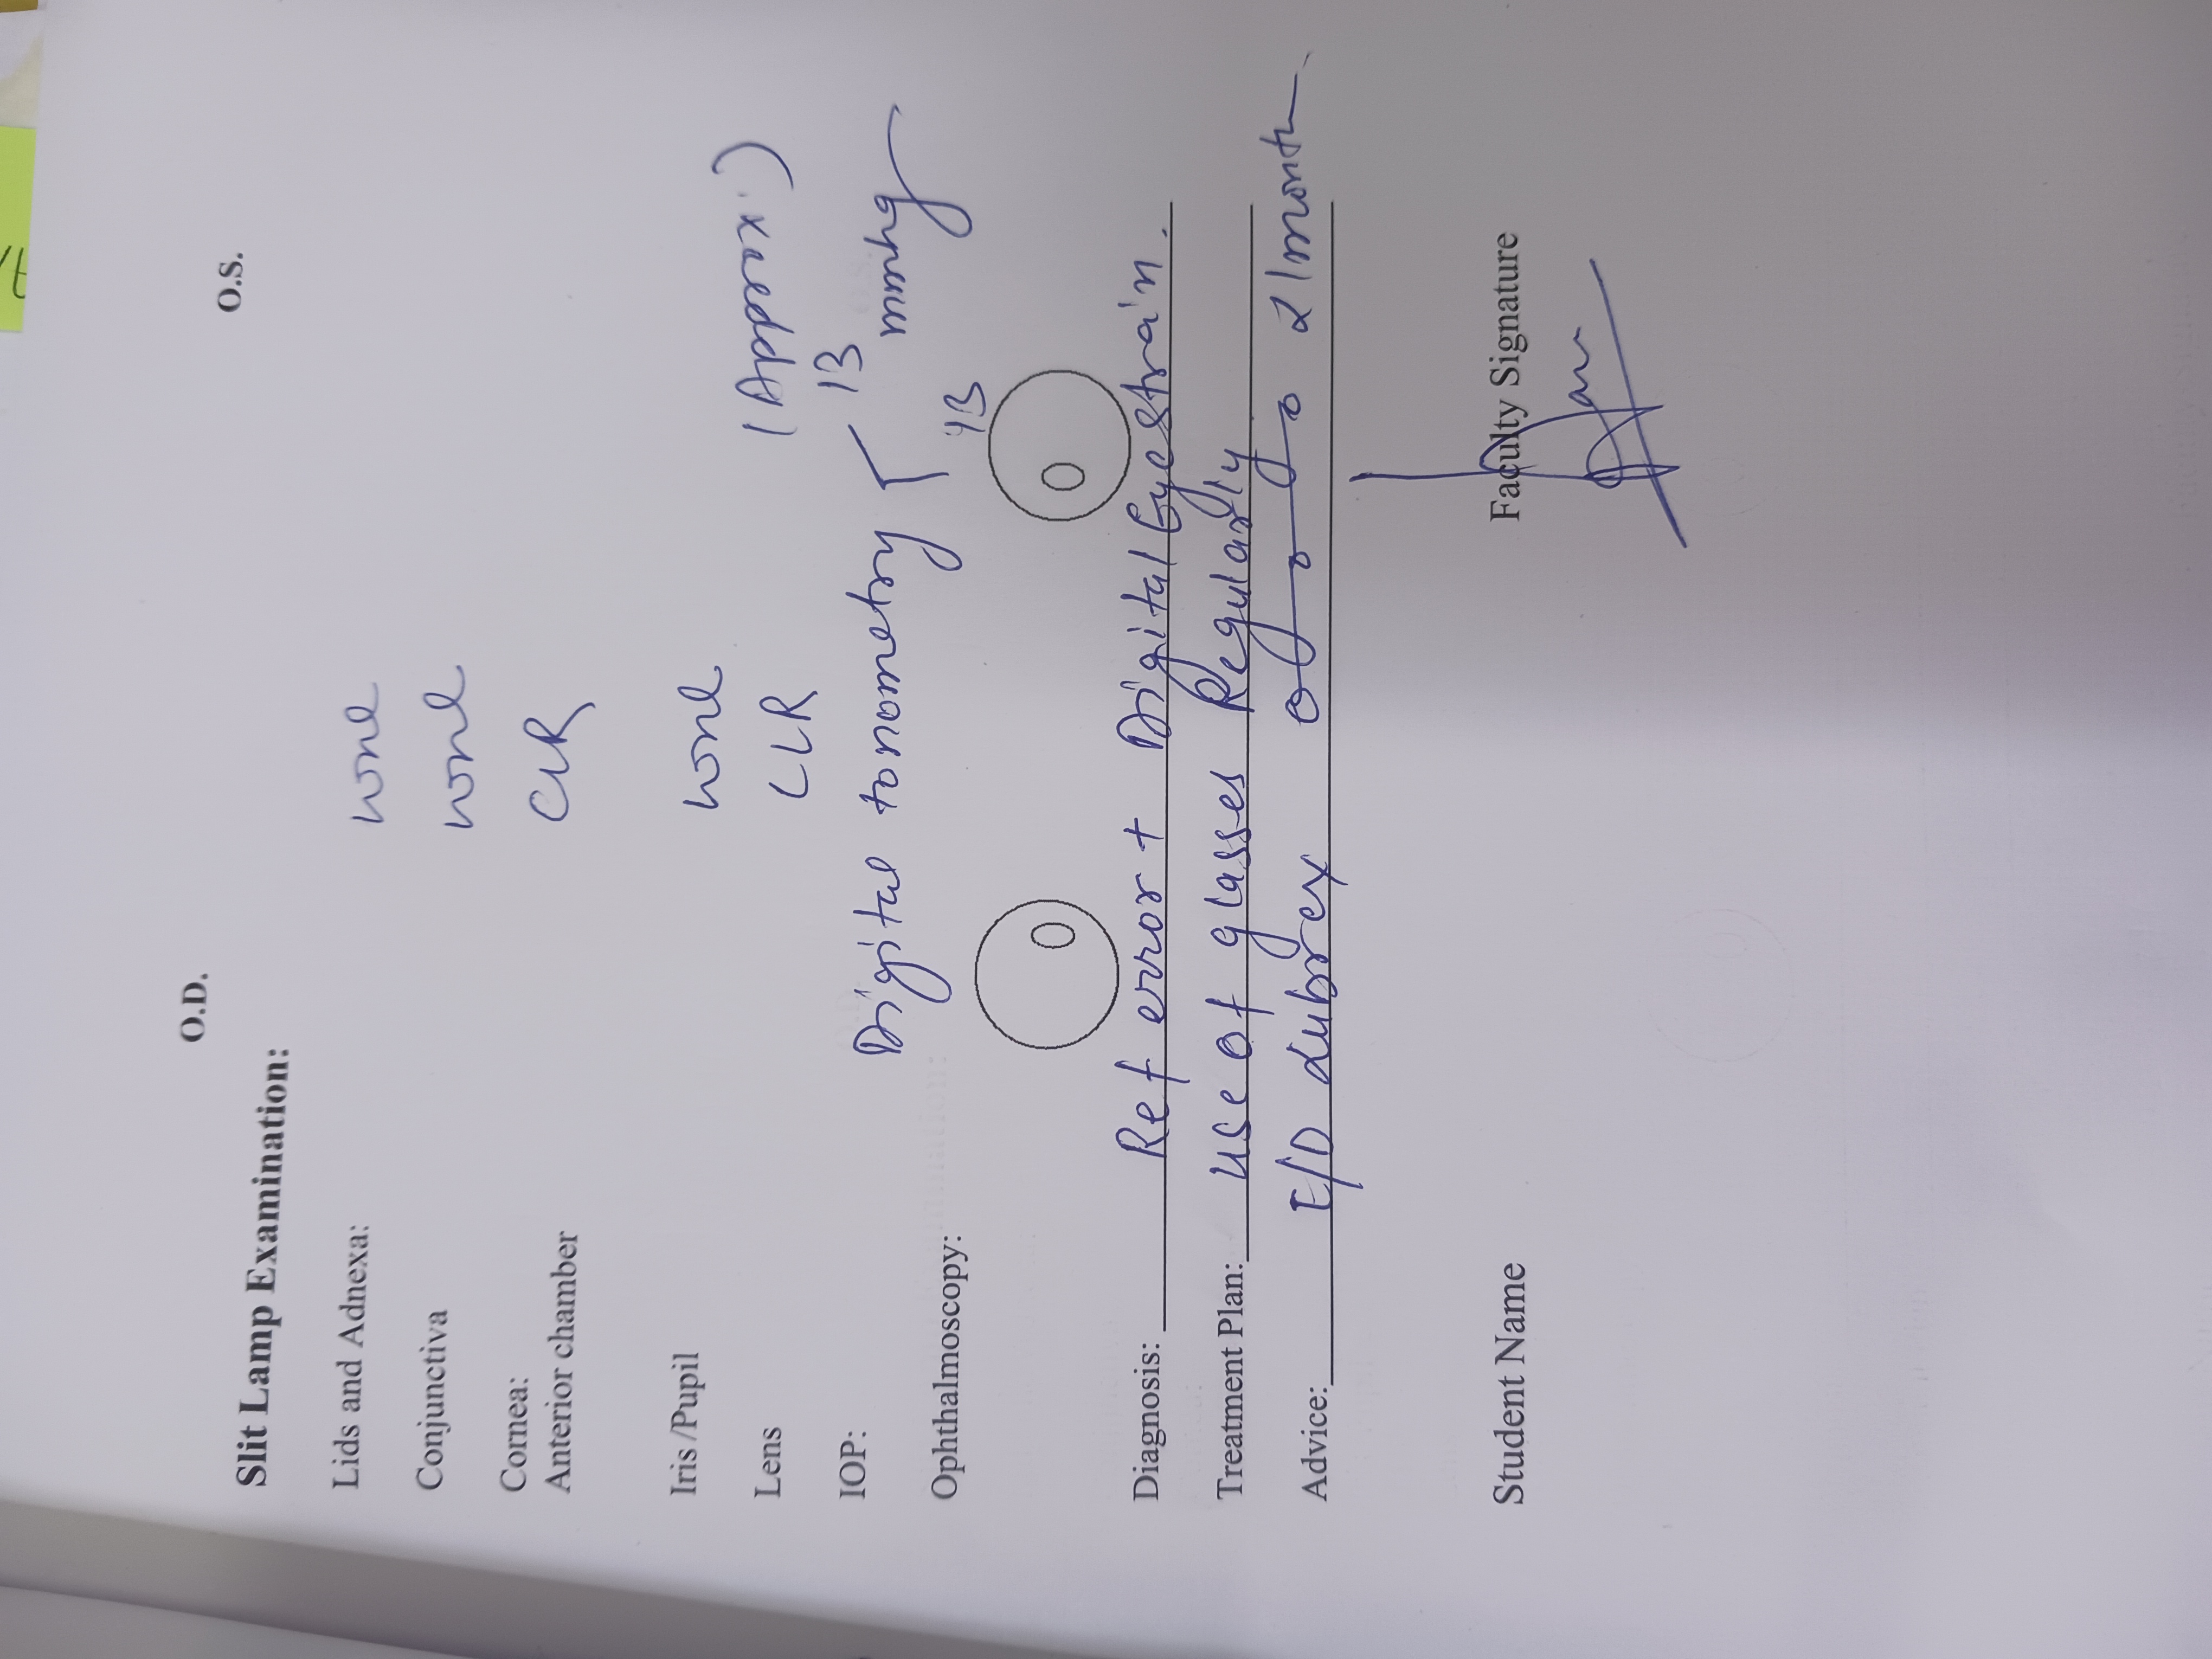 O.D. O.S.
Slit Lamp Examination:
Lids and Adnexa: wnl
Conjunctiva wnl
Cornea: CLR
Anterior chamber
Iris /Pupil wnl
Lens CLR (Approx.)
IOP: Digital tonometry 13 mmhg
13
Ophthalmoscopy:
Diagnosis: Ref error + Digital Eyestrain.
Treatment Plan: use of glasses Regularly
Advice: E/D Lubrex 1month
Student Name Faculty Signature